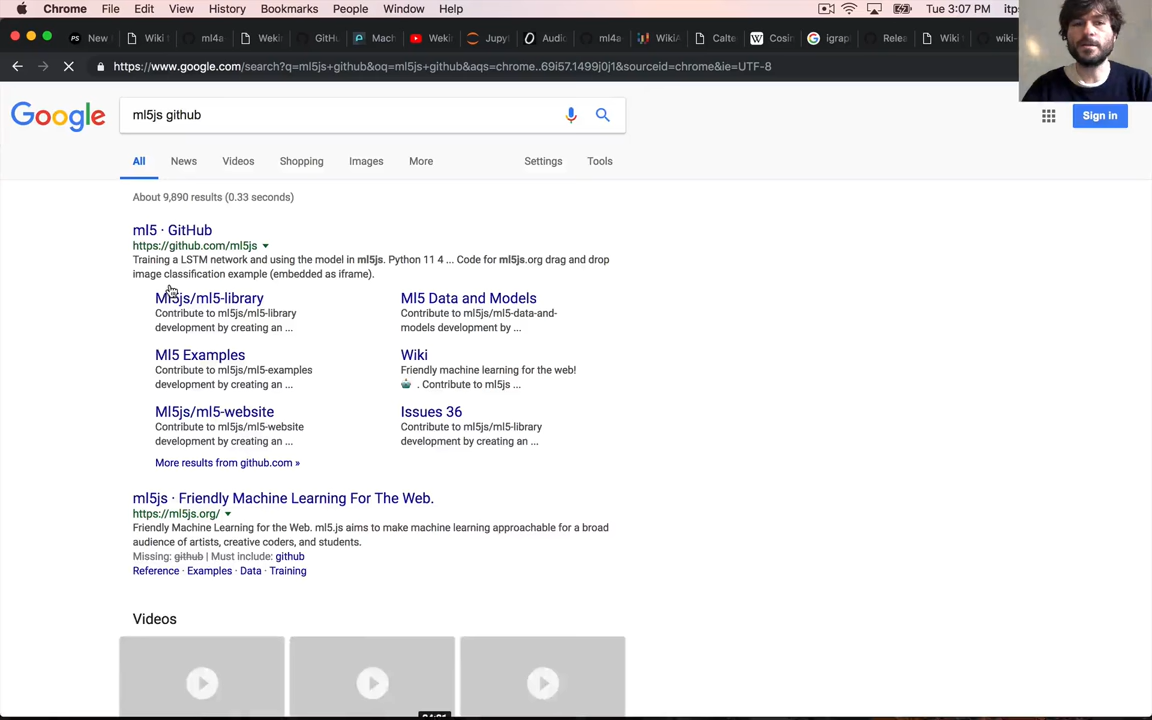 Chrome File Edit View History Bookmarks People Window Help Tue 3:07 PM itps
New Wiki ml4a Weki GitHu Mach Weki Jupyt Audi ml4a WikiA Calte Cosin igrap Relea Wiki wiki-
https://www.google.com/search?q=ml5js+github&oq=ml5js+github&aqs=chrome..69i57.1499j0j1&sourceid=chrome&ie=UTF-8
Google ml5js github Sign in
All News Videos Shopping Images More Settings Tools
About 9,890 results (0.33 seconds)
ml5 · GitHub
https://github.com/ml5js
Training a LSTM network and using the model in ml5js. Python 11 4 ... Code for ml5js.org drag and drop
image classification example (embedded as iframe).
Ml5js/ml5-library
Contribute to ml5js/ml5-library
development by creating an ...
Ml5 Data and Models
Contribute to ml5js/ml5-data-and-
models development by ...
Ml5 Examples
Contribute to ml5js/ml5-examples
development by creating an ...
Wiki
Friendly machine learning for the web!
. Contribute to ml5js ...
Ml5js/ml5-website
Contribute to ml5js/ml5-website
development by creating an ...
Issues 36
Contribute to ml5js/ml5-library
development by creating an ...
More results from github.com »
ml5js · Friendly Machine Learning For The Web.
https://ml5js.org/
Friendly Machine Learning for the Web. ml5.js aims to make machine learning approachable for a broad
audience of artists, creative coders, and students.
Missing: github | Must include: github
Reference · Examples · Data · Training
Videos